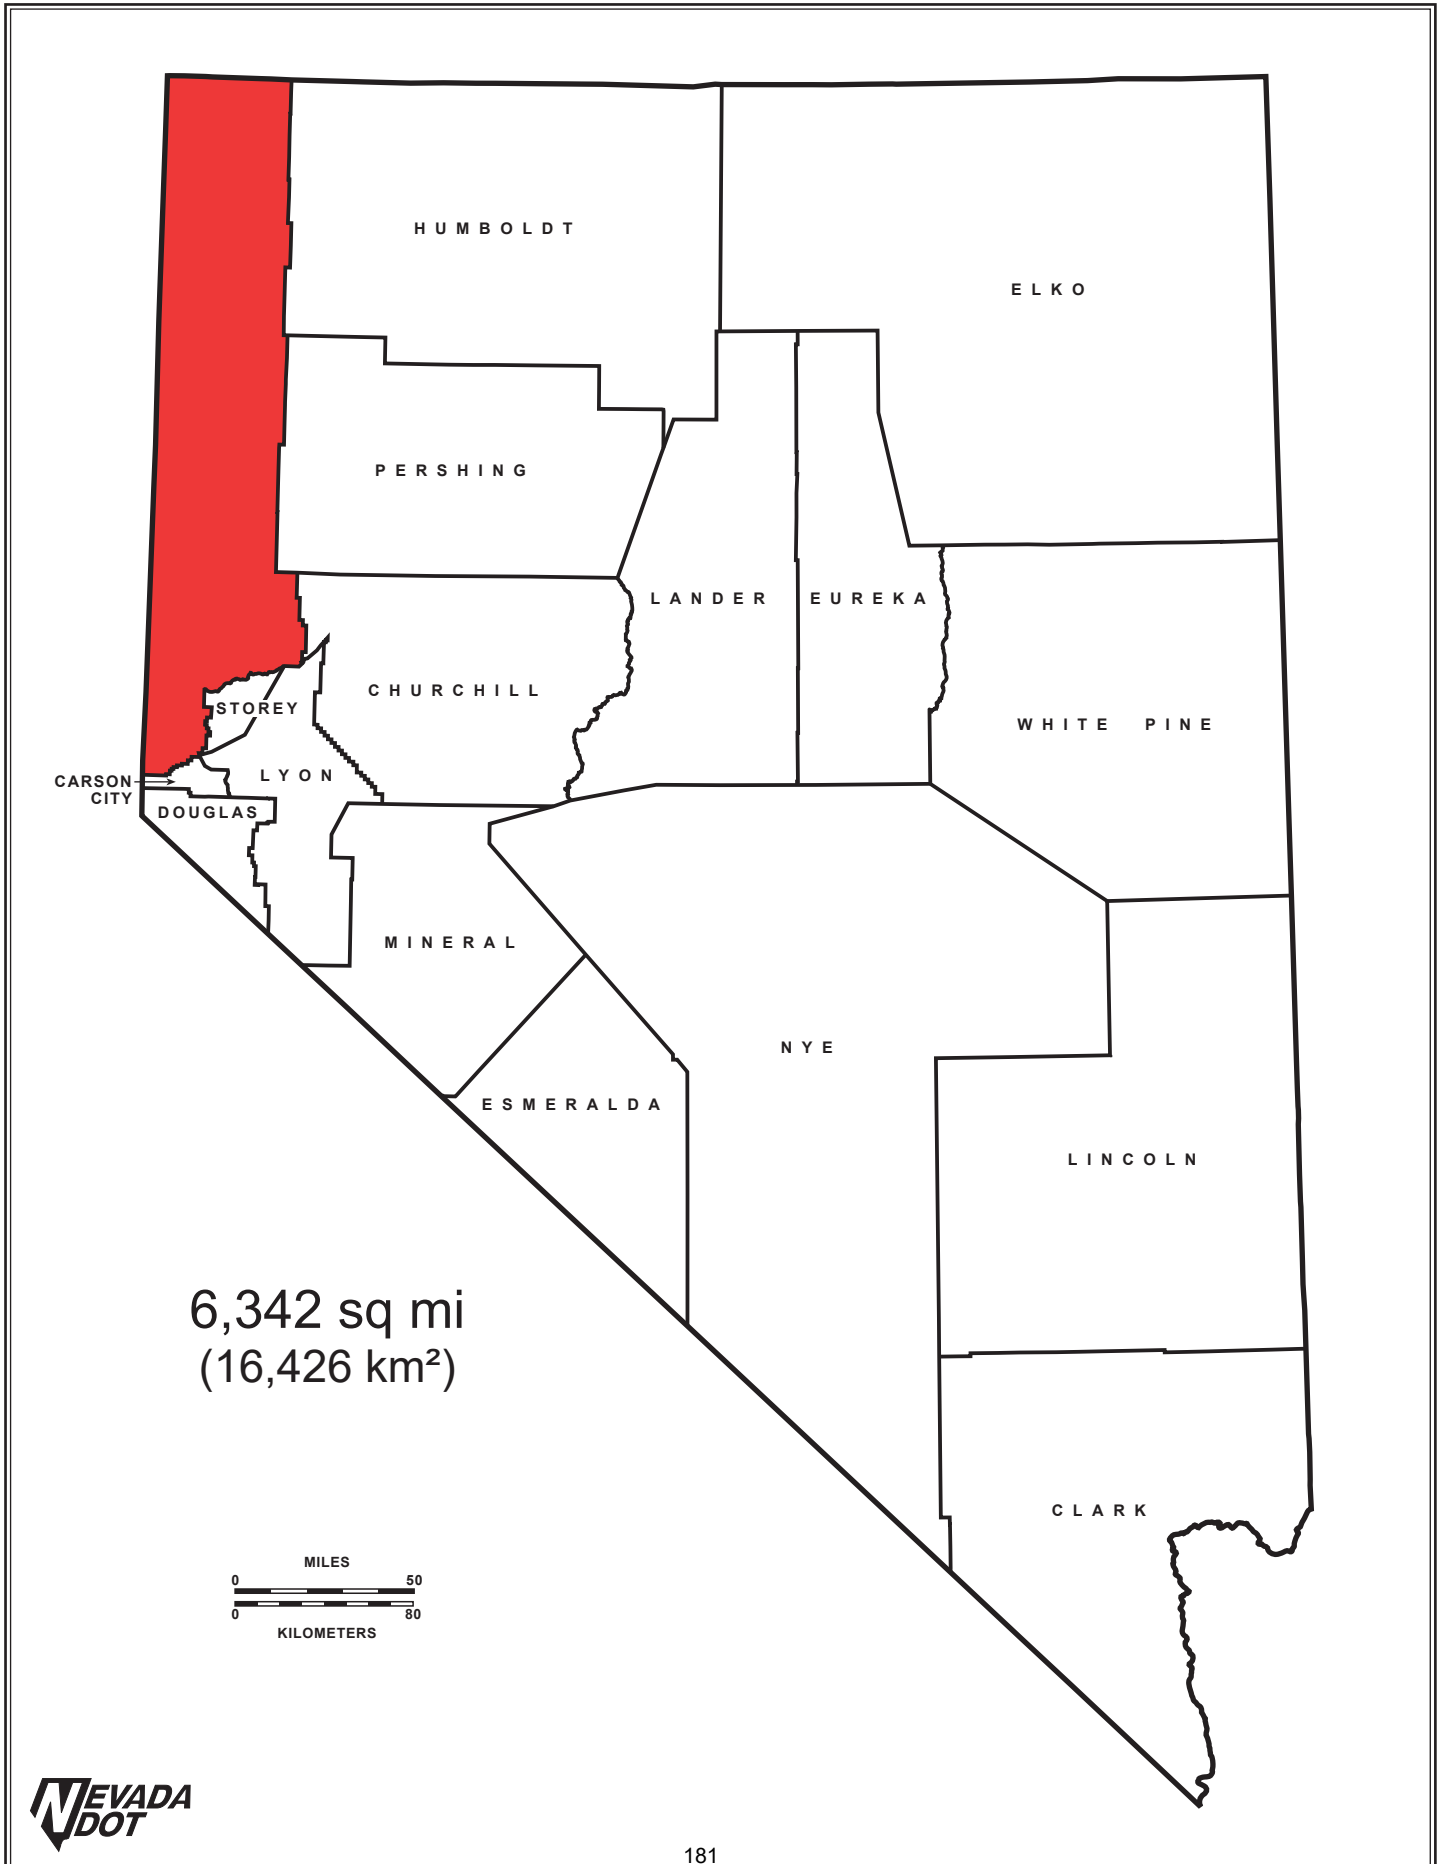 HUMBOLDT
ELKO
PERSHING
LANDER
EUREKA
CHURCHILL
STOREY
WHITE PINE
LYON
CARSON
CITY
DOUGLAS
MINERAL
NYE
ESMERALDA
LINCOLN
6,342 sq mi
(16,426 km²)
CLARK
MILES
0 50
0 80
KILOMETERS
NEVADA
DOT
181